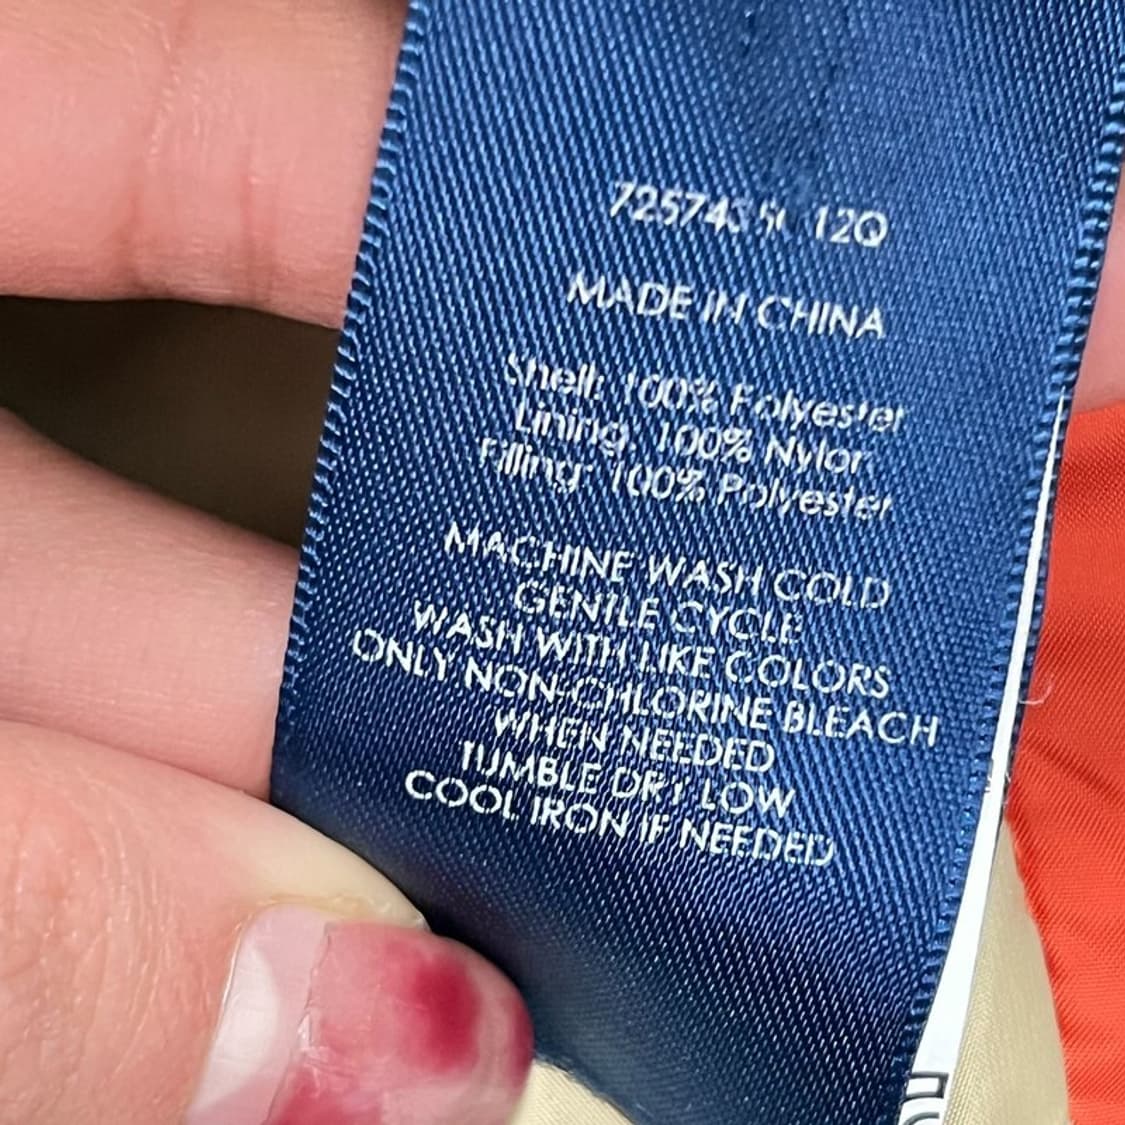 12Q
MADE IN CHINA
Shell: 100% Polyester
Lining: 100% Nylon
Filling: 100% Polyester
MACHINE WASH COLD
GENTLE CYCLE
WASH WITH LIKE COLORS
ONLY NON-CHLORINE BLEACH
WHEN NEEDED
TUMBLE DRY LOW
COOL IRON IF NEEDED